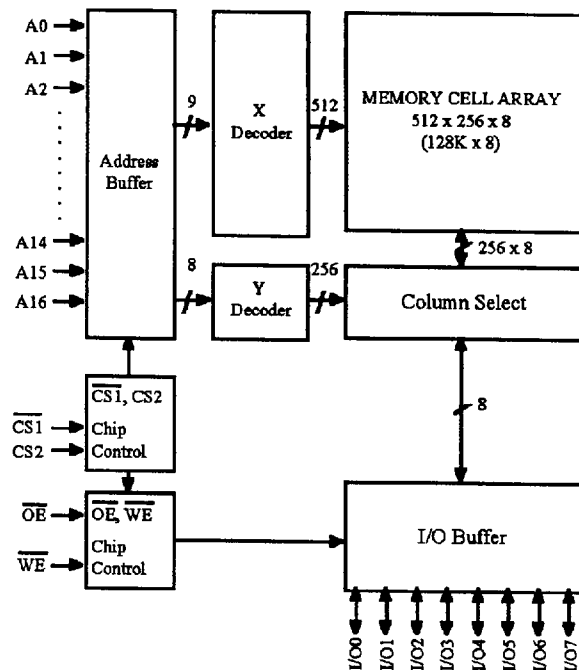 A0
A1
A2
A14
A15
A16
Address
Buffer
9
X
Decoder
512
MEMORY CELL ARRAY
512 x 256 x 8
(128K x 8)
256 x 8
8
Y
Decoder
256
Column Select
8
CS1, CS2
Chip
Control
CS1
CS2
OE, WE
Chip
Control
OE
WE
I/O Buffer
I/O0
I/O1
I/O2
I/O3
I/O4
I/O5
I/O6
I/O7